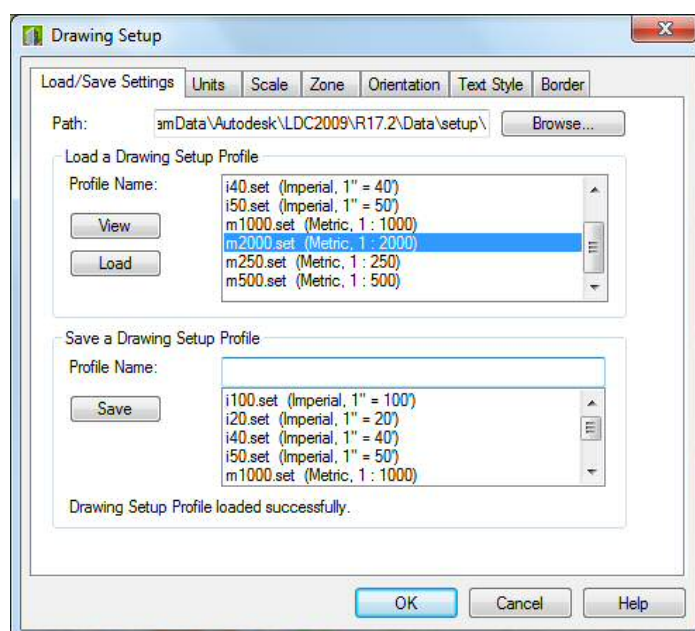 Drawing Setup
Load/Save Settings Units Scale Zone Orientation Text Style Border
Path: amData\Autodesk\LDC2009\R17.2\Data\setup\ Browse...
Load a Drawing Setup Profile
Profile Name:
View
Load
i40.set (Imperial, 1" = 40')
i50.set (Imperial, 1" = 50')
m1000.set (Metric, 1 : 1000)
m2000.set (Metric, 1 : 2000)
m250.set (Metric, 1 : 250)
m500.set (Metric, 1 : 500)
Save a Drawing Setup Profile
Profile Name:
Save
i100.set (Imperial, 1" = 100')
i20.set (Imperial, 1" = 20')
i40.set (Imperial, 1" = 40')
i50.set (Imperial, 1" = 50')
m1000.set (Metric, 1 : 1000)
Drawing Setup Profile loaded successfully.
OK Cancel Help